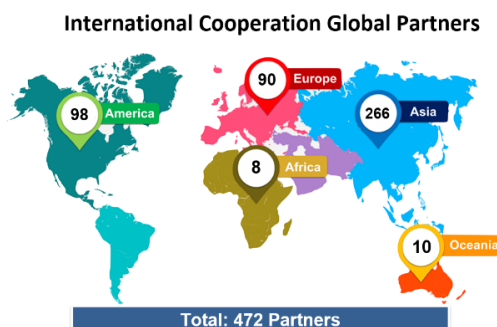 International Cooperation Global Partners
98 America
90 Europe
266 Asia
8 Africa
10 Oceania
Total: 472 Partners